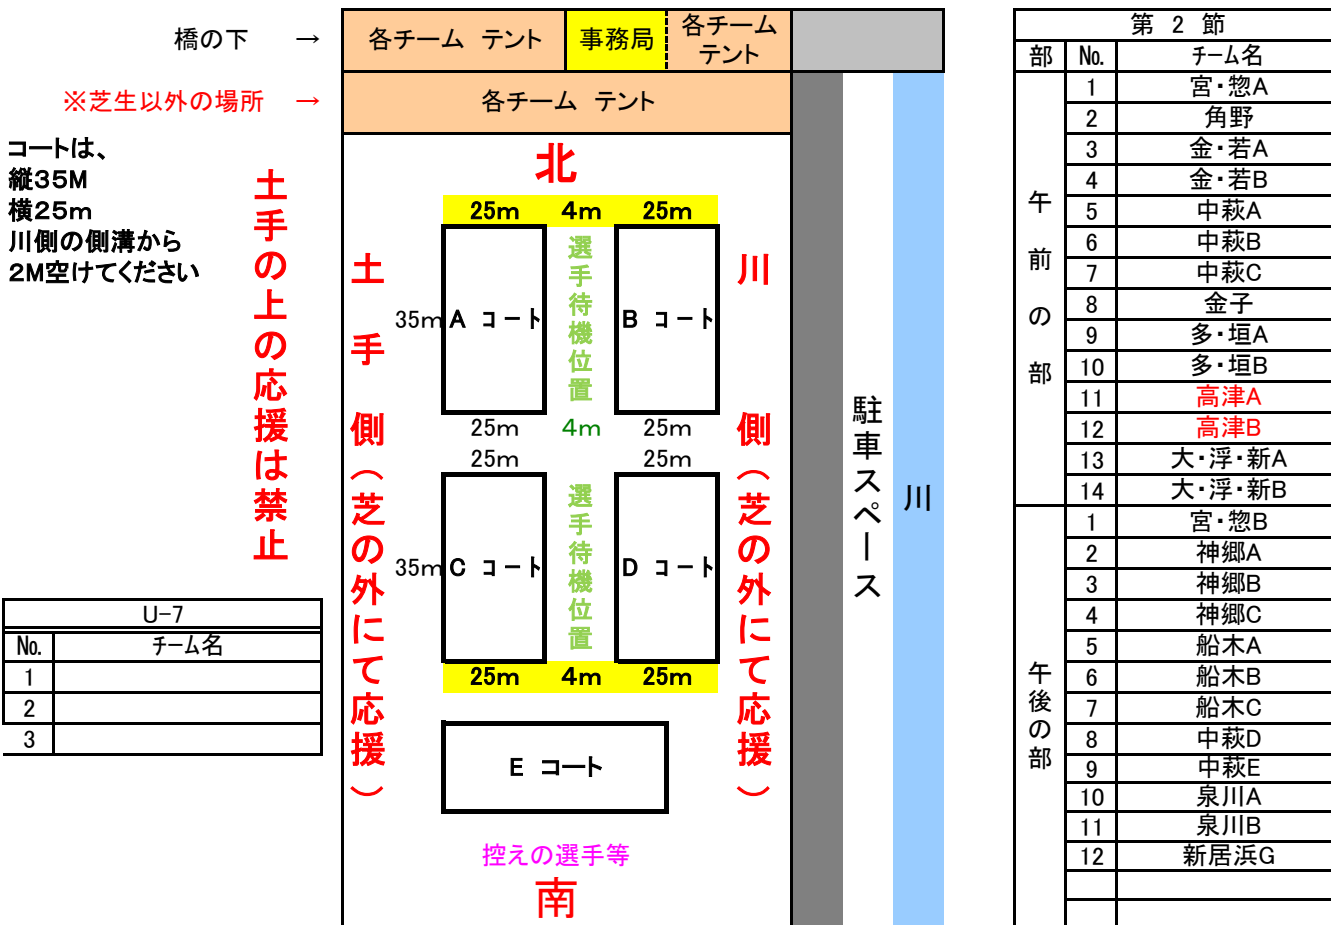 橋の下 →
各チーム テント
事務局
各チーム
テント
※芝生以外の場所 →
各チーム テント
コートは、
縦35M
横25m
川側の側溝から
2M空けてください
土手の上の応援は禁止
北
25m 4m 25m
土手側(芝の外にて応援)
川側(芝の外にて応援)
選手待機位置
35m
A コート
B コート
25m 4m 25m
25m 25m
選手待機位置
35m
C コート
D コート
25m 4m 25m
E コート
控えの選手等
南
駐車スペース
川
U-7
No. チーム名
1
2
3
第 2 節
部 No. チーム名
午前の部
1 宮・惣A
2 角野
3 金・若A
4 金・若B
5 中萩A
6 中萩B
7 中萩C
8 金子
9 多・垣A
10 多・垣B
11 高津A
12 高津B
13 大・浮・新A
14 大・浮・新B
午後の部
1 宮・惣B
2 神郷A
3 神郷B
4 神郷C
5 船木A
6 船木B
7 船木C
8 中萩D
9 中萩E
10 泉川A
11 泉川B
12 新居浜G